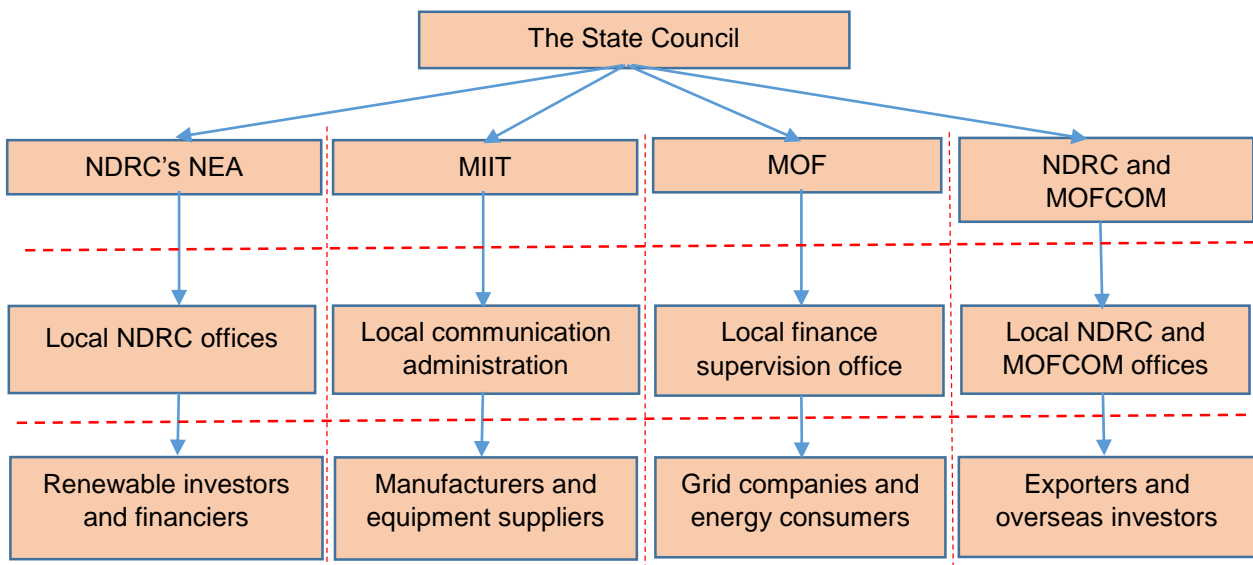 The State Council
NDRC’s NEA
MIIT
MOF
NDRC and
MOFCOM
Local NDRC offices
Local communication
administration
Local finance
supervision office
Local NDRC and
MOFCOM offices
Renewable investors
and financiers
Manufacturers and
equipment suppliers
Grid companies and
energy consumers
Exporters and
overseas investors